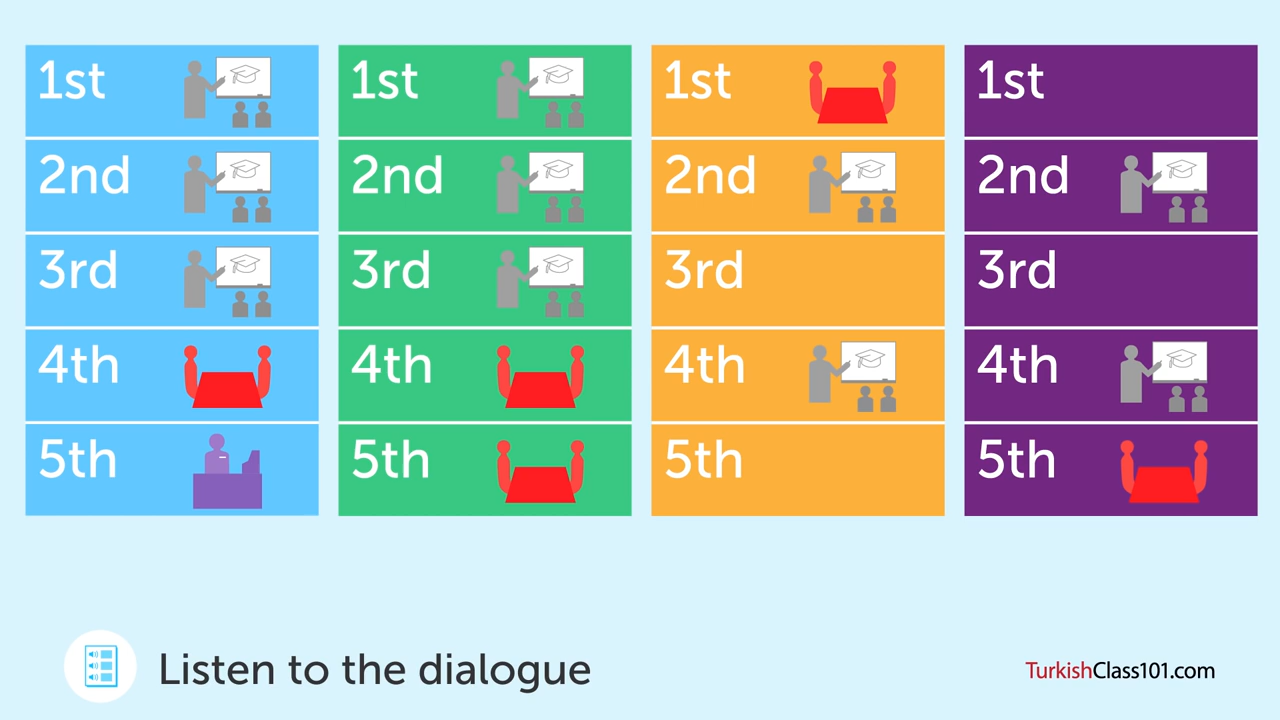 1st
2nd
3rd
4th
5th
1st
2nd
3rd
4th
5th
1st
2nd
3rd
4th
5th
1st
2nd
3rd
4th
5th
Listen to the dialogue
TurkishClass101.com